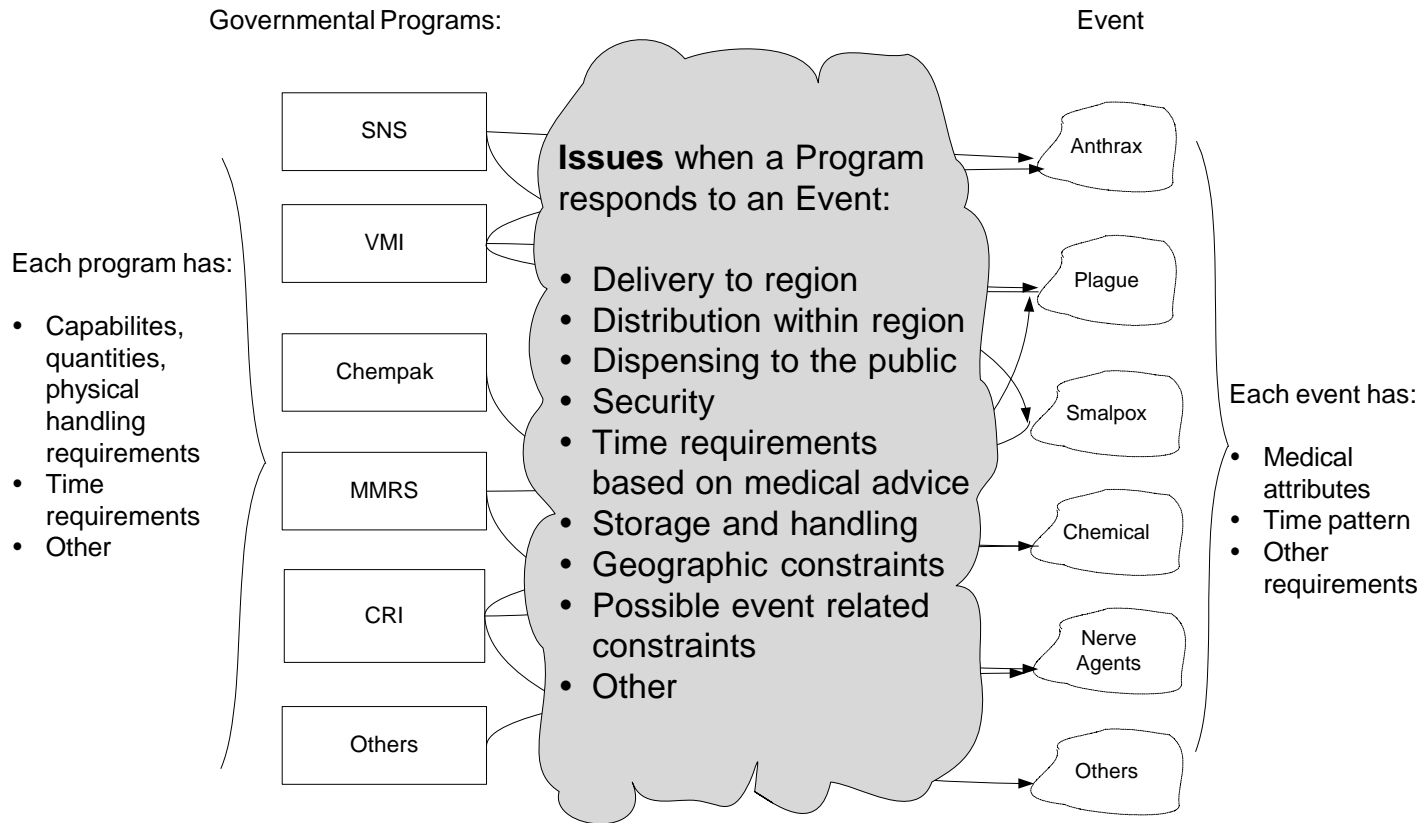 Governmental Programs:
Event
SNS
VMI
Chempak
MMRS
CRI
Others
Each program has:
• Capabilites,
quantities,
physical
handling
requirements
• Time
requirements
• Other
Issues when a Program
responds to an Event:
• Delivery to region
• Distribution within region
• Dispensing to the public
• Security
• Time requirements
based on medical advice
• Storage and handling
• Geographic constraints
• Possible event related
constraints
• Other
Anthrax
Plague
Smalpox
Chemical
Nerve
Agents
Others
Each event has:
• Medical
attributes
• Time pattern
• Other
requirements